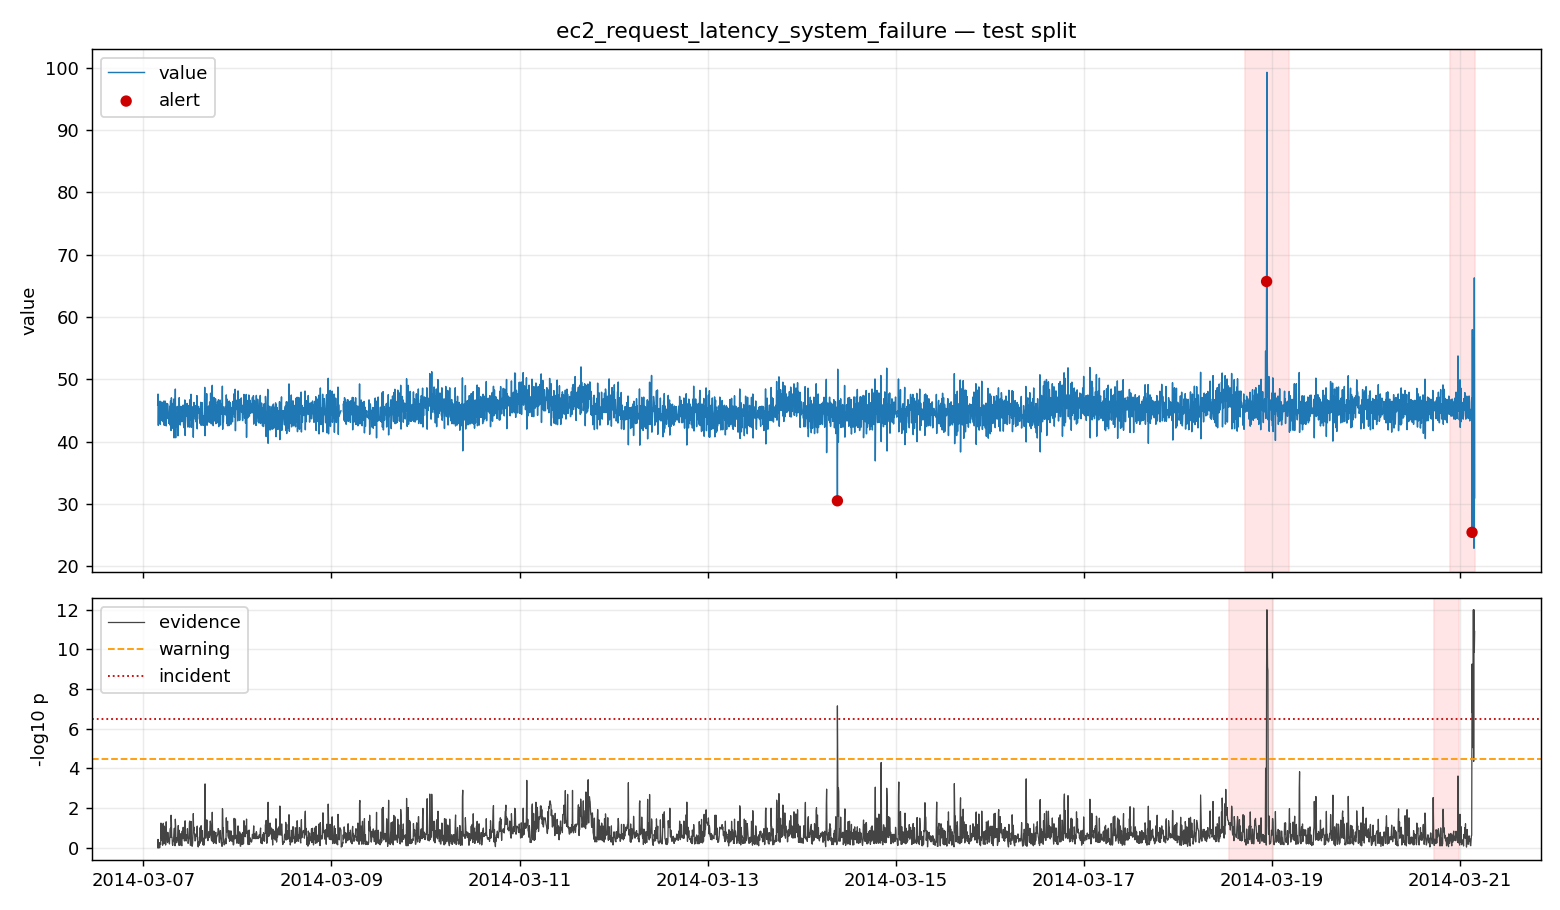 ec2_request_latency_system_failure — test split
value
alert
100
90
80
70
60
50
40
30
20
value
evidence
warning
incident
12
10
8
6
4
2
0
-log10 p
2014-03-07 2014-03-09 2014-03-11 2014-03-13 2014-03-15 2014-03-17 2014-03-19 2014-03-21